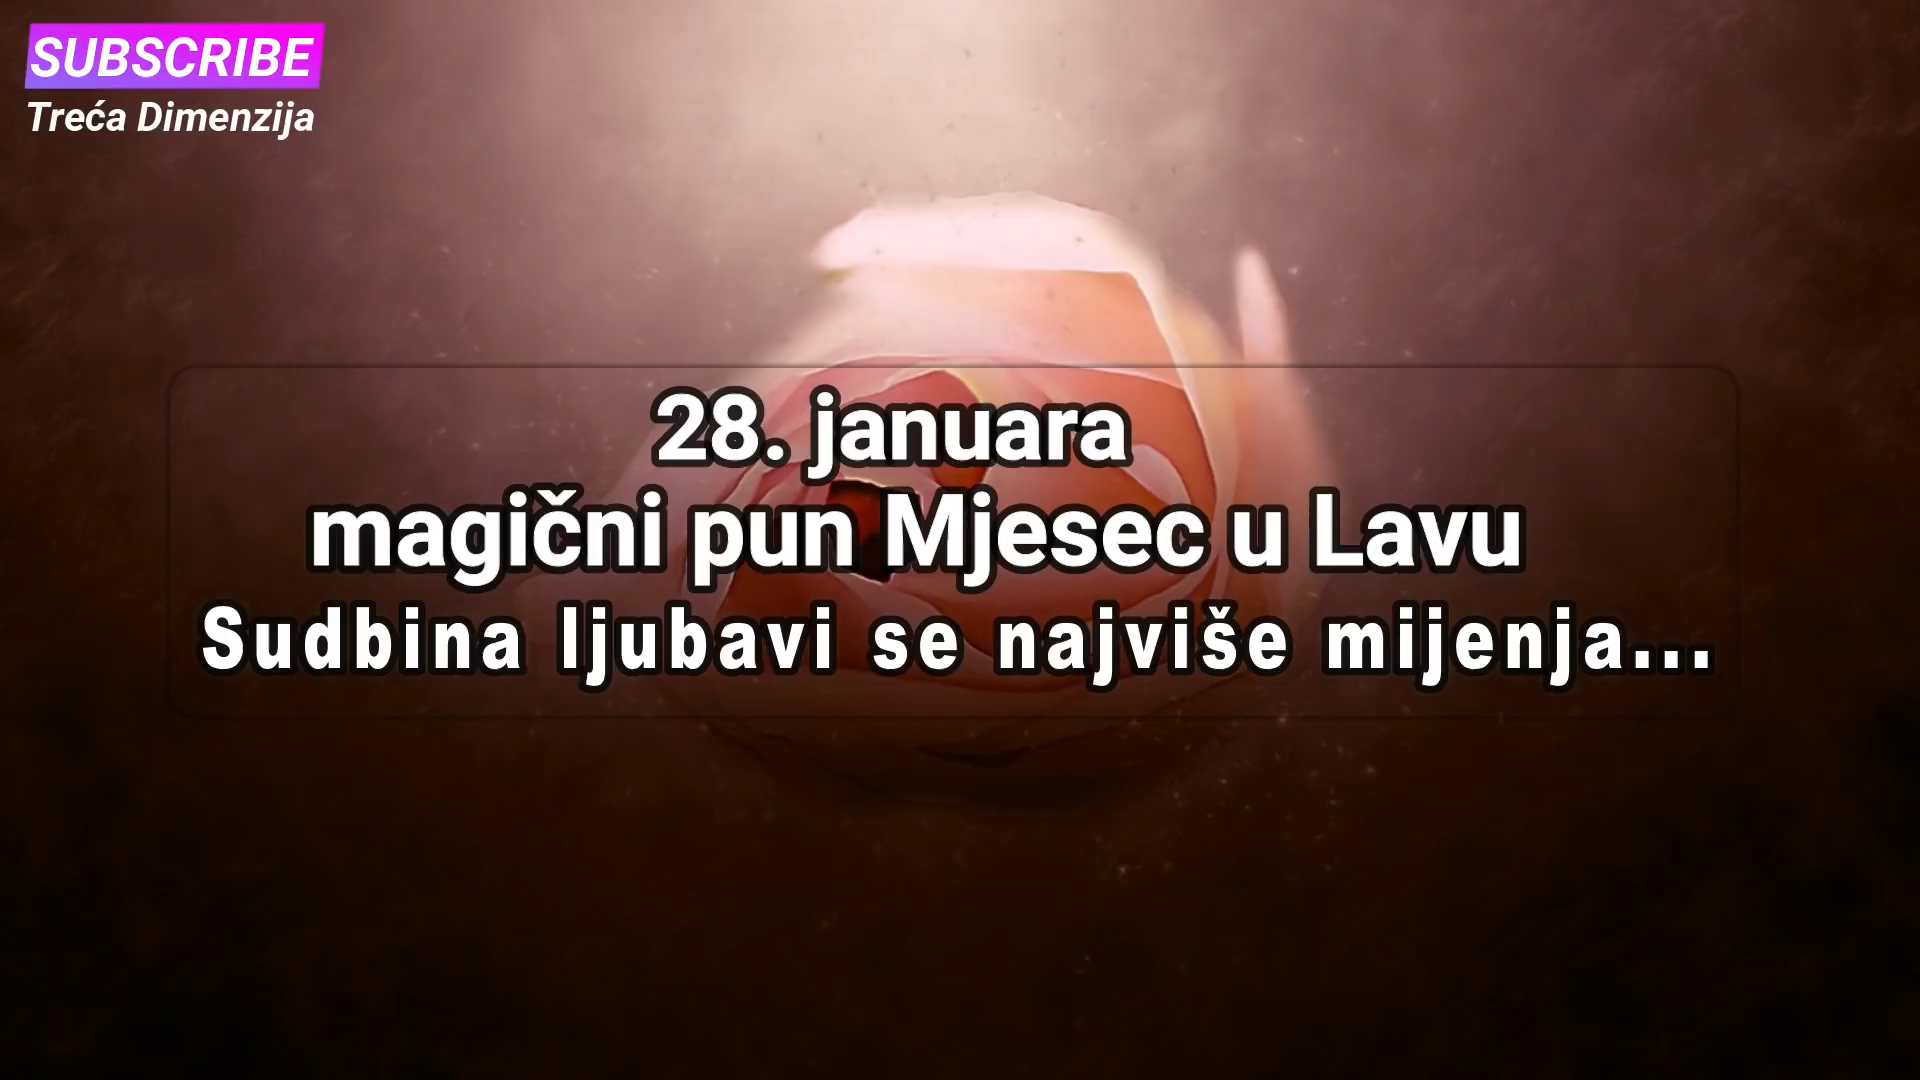 SUBSCRIBE
Treća Dimenzija
28. januara
magični pun Mjesec u Lavu
Sudbina ljubavi se najviše mijenja...